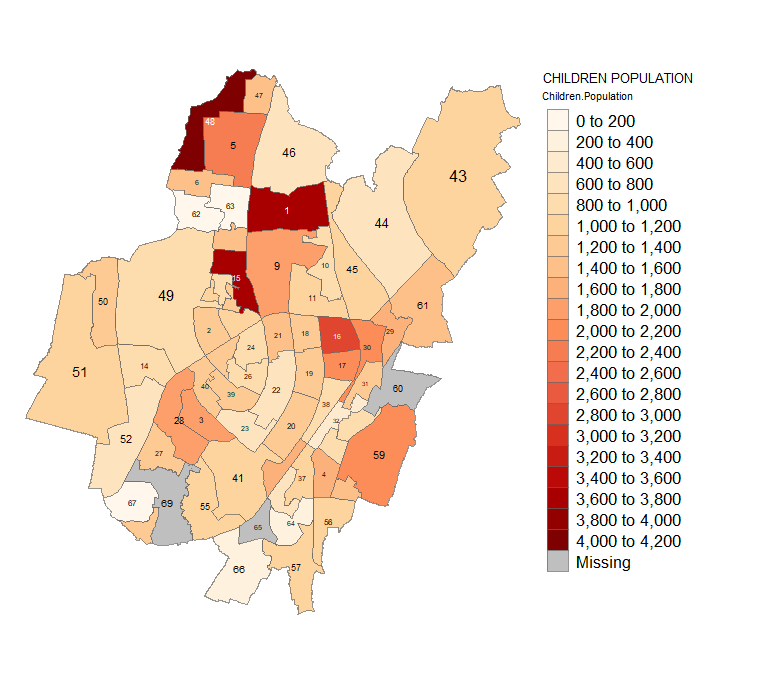 CHILDREN POPULATION
Children.Population
0 to 200
200 to 400
400 to 600
600 to 800
800 to 1,000
1,000 to 1,200
1,200 to 1,400
1,400 to 1,600
1,600 to 1,800
1,800 to 2,000
2,000 to 2,200
2,200 to 2,400
2,400 to 2,600
2,600 to 2,800
2,800 to 3,000
3,000 to 3,200
3,200 to 3,400
3,400 to 3,600
3,600 to 3,800
3,800 to 4,000
4,000 to 4,200
Missing
47
48
5
46
43
6
62
63
1
44
9
10
45
15
49
50
11
61
2
21
18
16
29
24
30
51
14
26
19
17
40
39
22
31
60
28
3
38
23
20
32
52
27
59
41
37
4
67
69
55
65
64
56
66
57